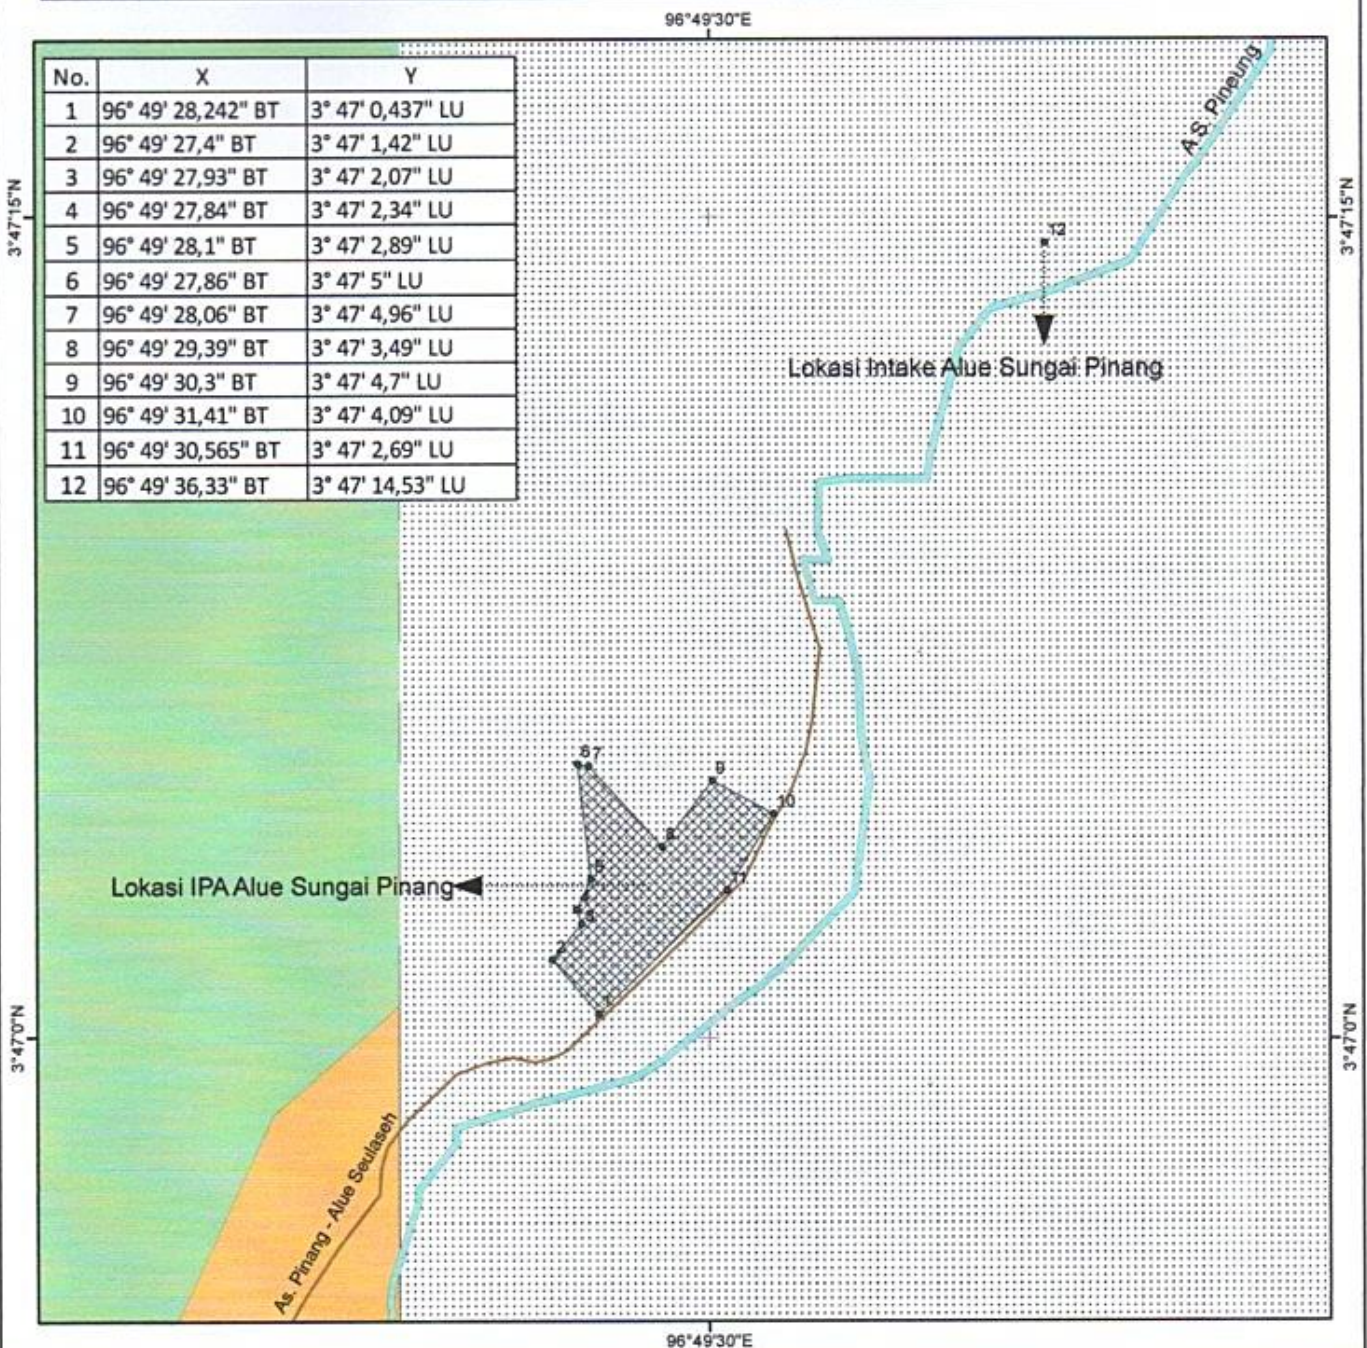 96°49'30"E
No. X Y
1 96° 49' 28,242" BT 3° 47' 0,437" LU
2 96° 49' 27,4" BT 3° 47' 1,42" LU
3 96° 49' 27,93" BT 3° 47' 2,07" LU
4 96° 49' 27,84" BT 3° 47' 2,34" LU
5 96° 49' 28,1" BT 3° 47' 2,89" LU
6 96° 49' 27,86" BT 3° 47' 5" LU
7 96° 49' 28,06" BT 3° 47' 4,96" LU
8 96° 49' 29,39" BT 3° 47' 3,49" LU
9 96° 49' 30,3" BT 3° 47' 4,7" LU
10 96° 49' 31,41" BT 3° 47' 4,09" LU
11 96° 49' 30,565" BT 3° 47' 2,69" LU
12 96° 49' 36,33" BT 3° 47' 14,53" LU
A.S. Pineung
3°47'15"N
3°47'15"N
12
Lokasi Intake Alue Sungai Pinang
6 7
9
10
8
5
Lokasi IPA Alue Sungai Pinang
11
2
1
3°47'0"N
3°47'0"N
As. Pinang - Alue Seulaseh
96°49'30"E